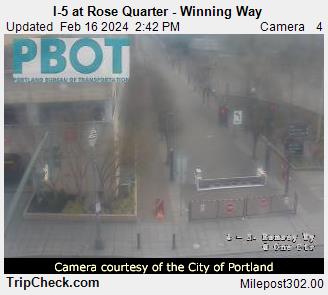 I-5 at Rose Quarter - Winning Way
Updated Feb 16 2024 2:42 PM Camera 4
PBOT
PORTLAND BUREAU OF TRANSPORTATION
Camera courtesy of the City of Portland
TripCheck.com Milepost302.00